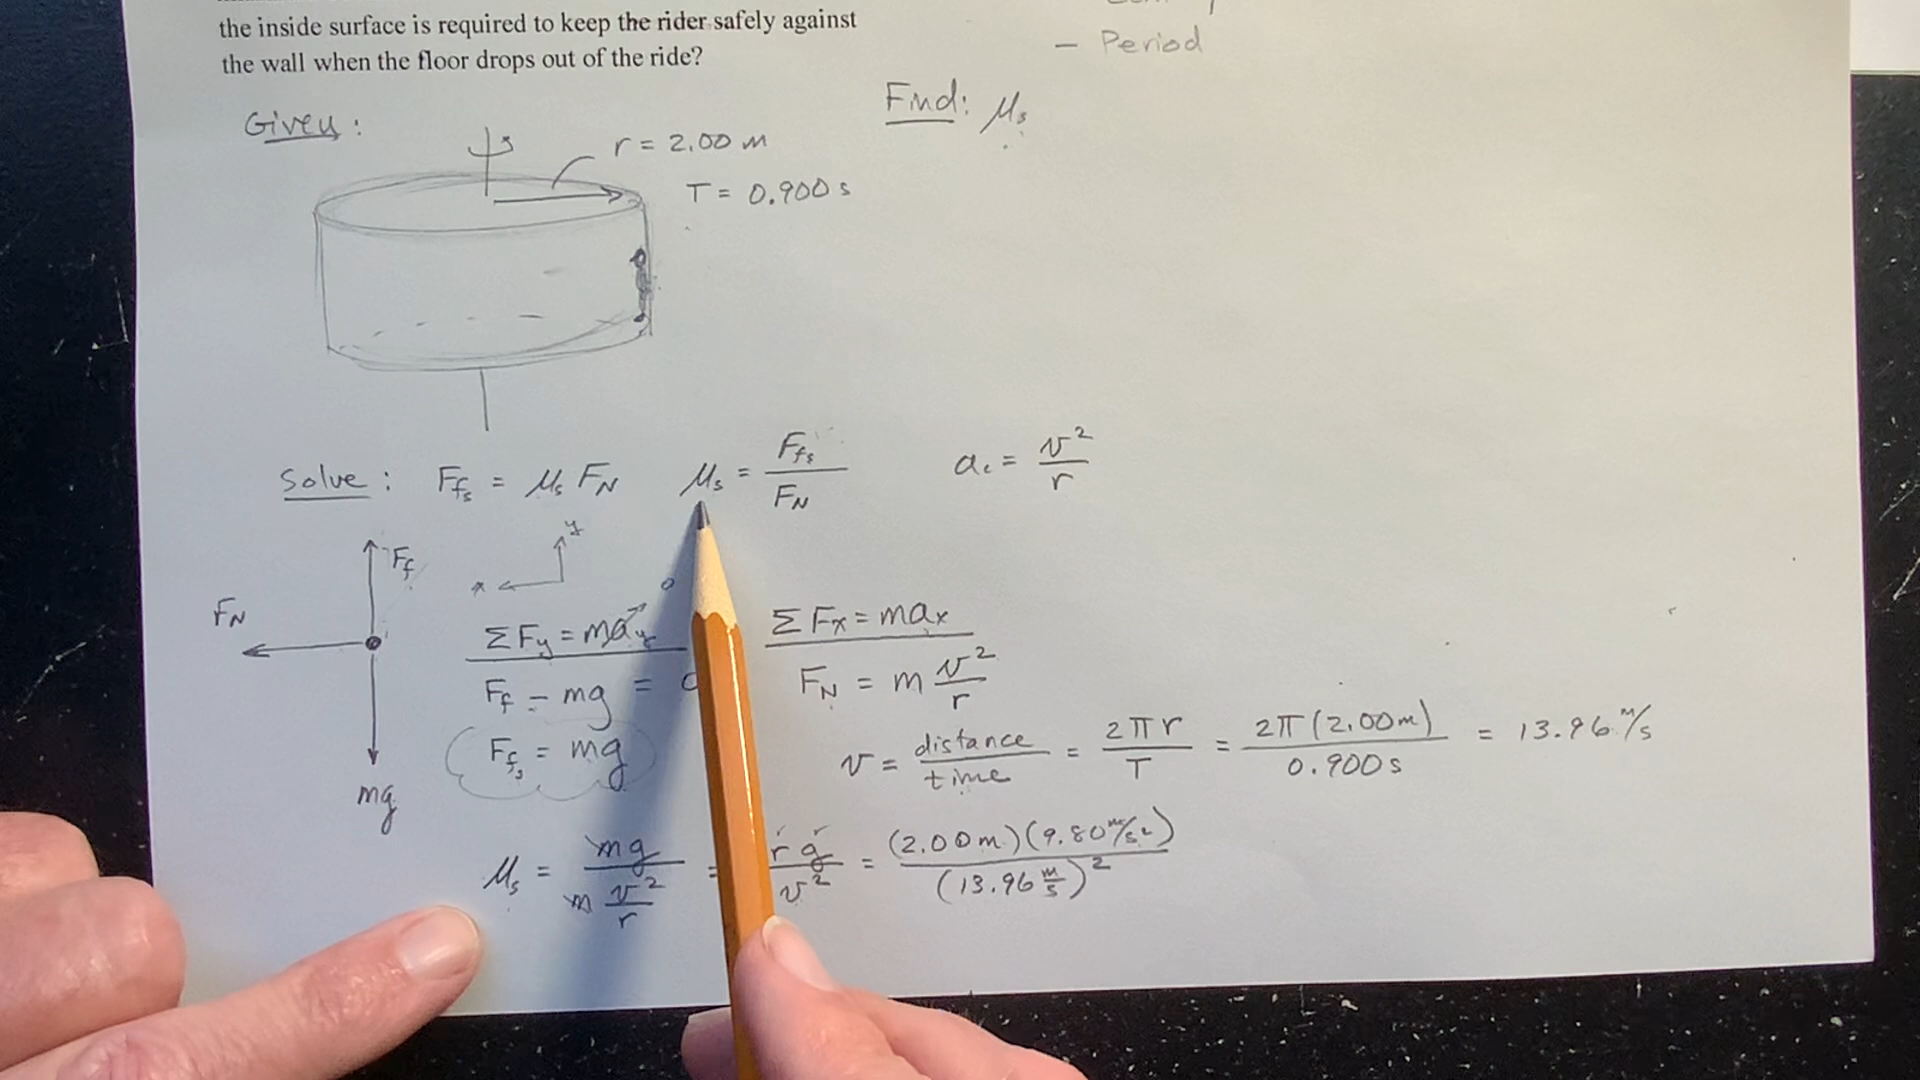 the inside surface is required to keep the rider safely against
the wall when the floor drops out of the ride?
- Period
Given:
Find: μs
r = 2.00 m
T = 0.900 s
Solve: Ffs = μs FN
μs = Ffs / FN
ac = v² / r
Ff
FN
mg
y
x
ΣFy = may 0
Ff - mg =
Ffs = mg
ΣFx = max
FN = m v² / r
v = distance / time = 2πr / T = 2π(2.00m) / 0.900s = 13.96 m/s
μs = mg / m v²/r = rg / v² = (2.00m)(9.80 m/s²) / (13.96 m/s)²